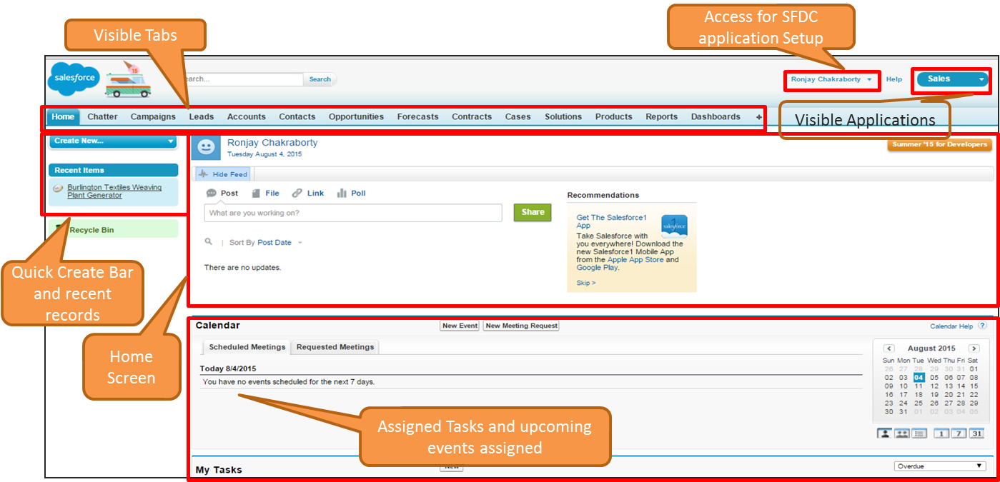 Visible Tabs
Access for SFDC
application Setup
salesforce
15
earch...
Search
Ronjay Chakraborty
Help
Sales
Home Chatter Campaigns Leads Accounts Contacts Opportunities Forecasts Contracts Cases Solutions Products Reports Dashboards +
Visible Applications
Create New...
Ronjay Chakraborty
Tuesday August 4, 2015
Summer '15 for Developers
Recent Items
Hide Feed
Burlington Textiles Weaving
Plant Generator
Post File Link Poll
What are you working on?
Share
Recycle Bin
Sort By Post Date
There are no updates.
Recommendations
Get The Salesforce1
App
salesforce
1
Take Salesforce with
you everywhere! Download the
new Salesforce1 Mobile App
from the Apple App Store and
Google Play.
Skip >
Quick Create Bar
and recent
records
Home
Screen
Calendar
New Event New Meeting Request
Calendar Help ?
Scheduled Meetings Requested Meetings
Today 8/4/2015
You have no events scheduled for the next 7 days.
< August 2015 >
Sun Mon Tue Wed Thu Fri Sat
26 27 28 29 30 31 01
02 03 04 05 06 07 08
09 10 11 12 13 14 15
16 17 18 19 20 21 22
23 24 25 26 27 28 29
30 31 01 02 03 04 05
1 7 31
Assigned Tasks and upcoming
events assigned
My Tasks
New
Overdue